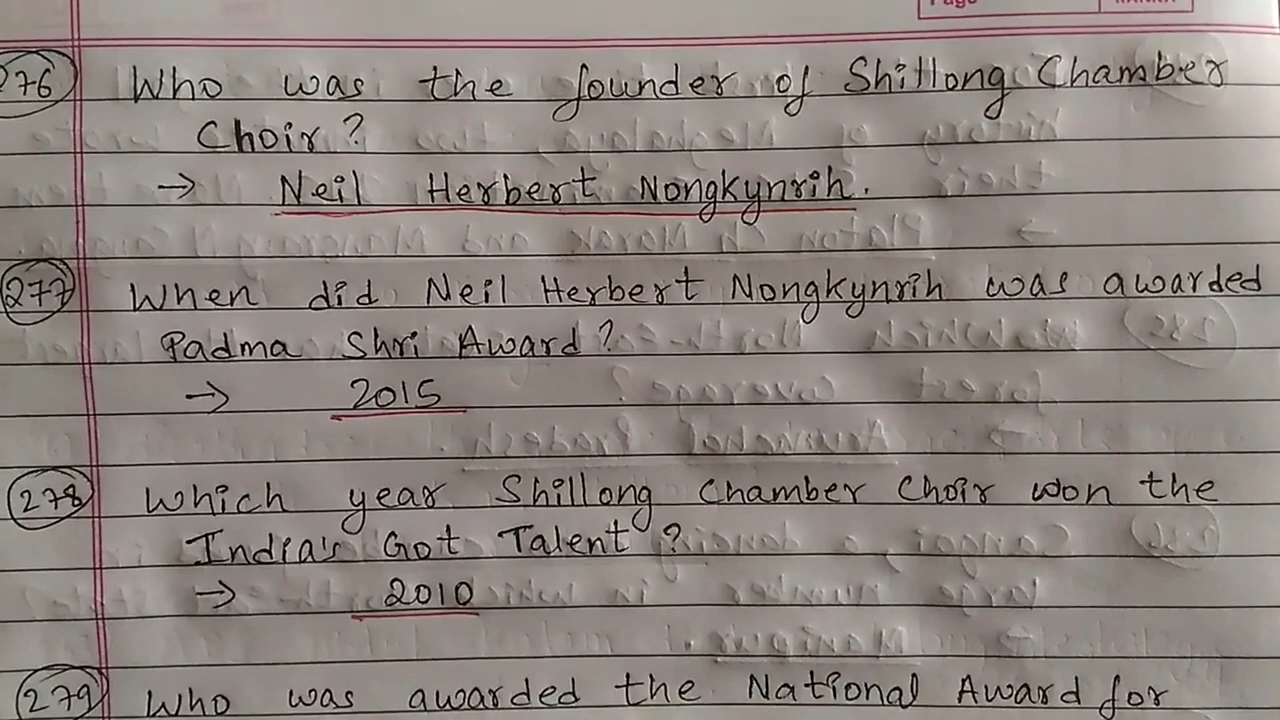 Page
276 Who was the founder of Shillong Chamber
Choir?
→ Neil Herbert Nongkynrih.
277 When did Neil Herbert Nongkynrih was awarded
Padma Shri Award?
→ 2015
278 Which year Shillong Chamber Choir won the
India's Got Talent?
→ 2010
279 Who was awarded the National Award for